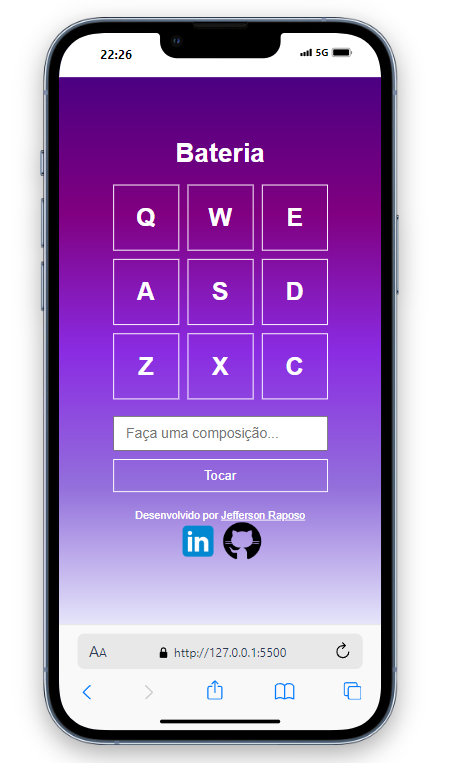 22:26 5G
Bateria
Q W E
A S D
Z X C
Faça uma composição...
Tocar
Desenvolvido por Jefferson Raposo
in
AA http://127.0.0.1:5500